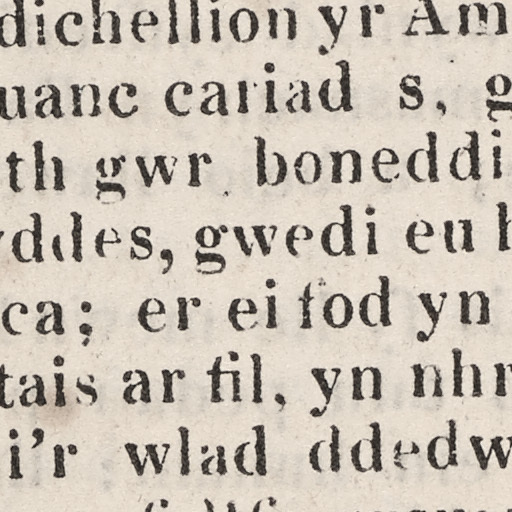 dichellion yr Am
uanc cariad s, g
th gwr boneddi
ddes, gwedi eu h
ca; er ei fod yn
tais ar fil, yn nhr
i'r wlad ddedw